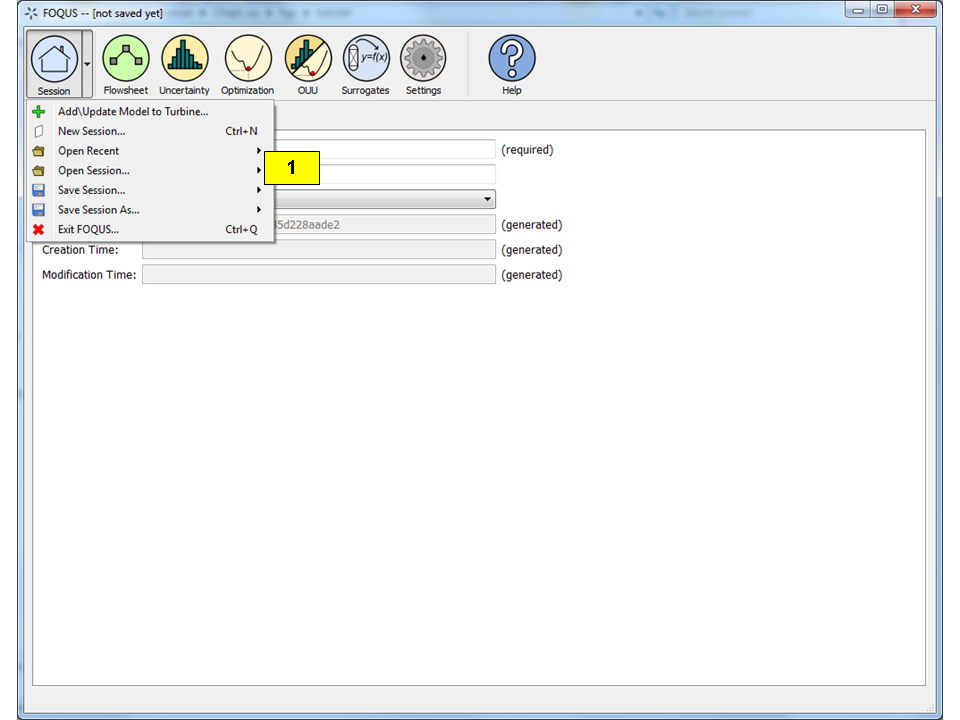 FOQUS -- [not saved yet]
Session Flowsheet Uncertainty Optimization OUU Surrogates Settings Help
y=f(x)
Add\Update Model to Turbine...
New Session... Ctrl+N
Open Recent
Open Session...
Save Session...
Save Session As...
Exit FOQUS... Ctrl+Q
1
(required)
5d228aade2 (generated)
Creation Time: (generated)
Modification Time: (generated)